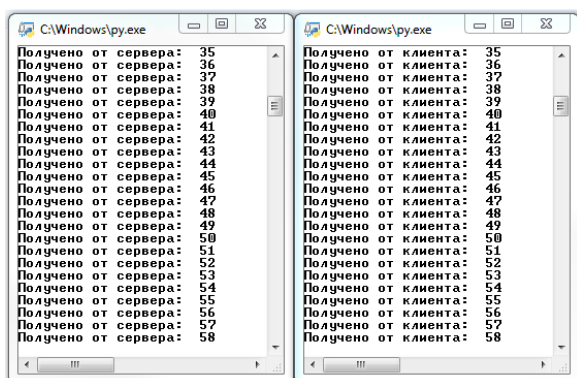 C:\Windows\py.exe
Получено от сервера: 35
Получено от сервера: 36
Получено от сервера: 37
Получено от сервера: 38
Получено от сервера: 39
Получено от сервера: 40
Получено от сервера: 41
Получено от сервера: 42
Получено от сервера: 43
Получено от сервера: 44
Получено от сервера: 45
Получено от сервера: 46
Получено от сервера: 47
Получено от сервера: 48
Получено от сервера: 49
Получено от сервера: 50
Получено от сервера: 51
Получено от сервера: 52
Получено от сервера: 53
Получено от сервера: 54
Получено от сервера: 55
Получено от сервера: 56
Получено от сервера: 57
Получено от сервера: 58
C:\Windows\py.exe
Получено от клиента: 35
Получено от клиента: 36
Получено от клиента: 37
Получено от клиента: 38
Получено от клиента: 39
Получено от клиента: 40
Получено от клиента: 41
Получено от клиента: 42
Получено от клиента: 43
Получено от клиента: 44
Получено от клиента: 45
Получено от клиента: 46
Получено от клиента: 47
Получено от клиента: 48
Получено от клиента: 49
Получено от клиента: 50
Получено от клиента: 51
Получено от клиента: 52
Получено от клиента: 53
Получено от клиента: 54
Получено от клиента: 55
Получено от клиента: 56
Получено от клиента: 57
Получено от клиента: 58